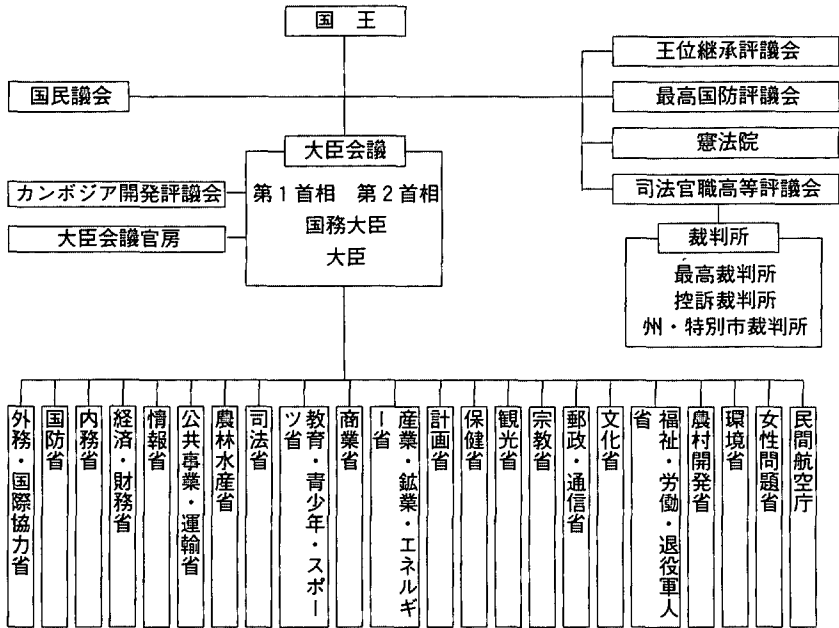 国王
王位継承評議会
国民議会
最高国防評議会
憲法院
大臣会議
司法官職高等評議会
カンボジア開発評議会
第1首相 第2首相
国務大臣
大臣
大臣会議官房
裁判所
最高裁判所
控訴裁判所
州・特別市裁判所
外務・国際協力省
国防省
内務省
経済・財務省
情報省
公共事業・運輸省
農林水産省
司法省
教育・青少年・スポー
ツ省
商業省
産業・鉱業・エネルギ
ー省
計画省
保健省
観光省
宗教省
郵政・通信省
文化省
福祉・労働・退役軍人
省
農村開発省
環境省
女性問題省
民間航空庁